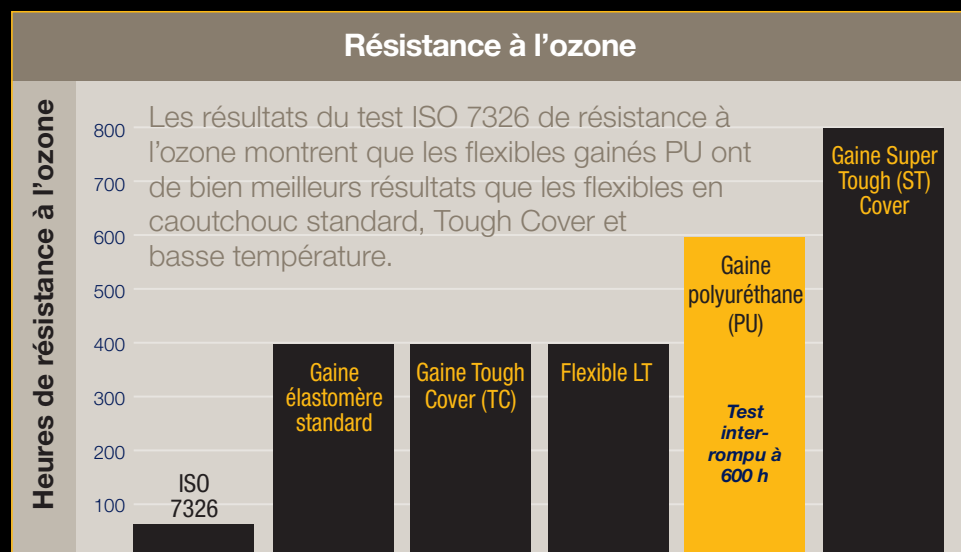 Résistance à l’ozone
Heures de résistance à l’ozone
Les résultats du test ISO 7326 de résistance à
l’ozone montrent que les flexibles gainés PU ont
de bien meilleurs résultats que les flexibles en
caoutchouc standard, Tough Cover et
basse température.
800
700
600
500
400
300
200
100
ISO
7326
Gaine
élastomère
standard
Gaine Tough
Cover (TC)
Flexible LT
Gaine
polyuréthane
(PU)
Test
inter-
rompu à
600 h
Gaine Super
Tough (ST)
Cover